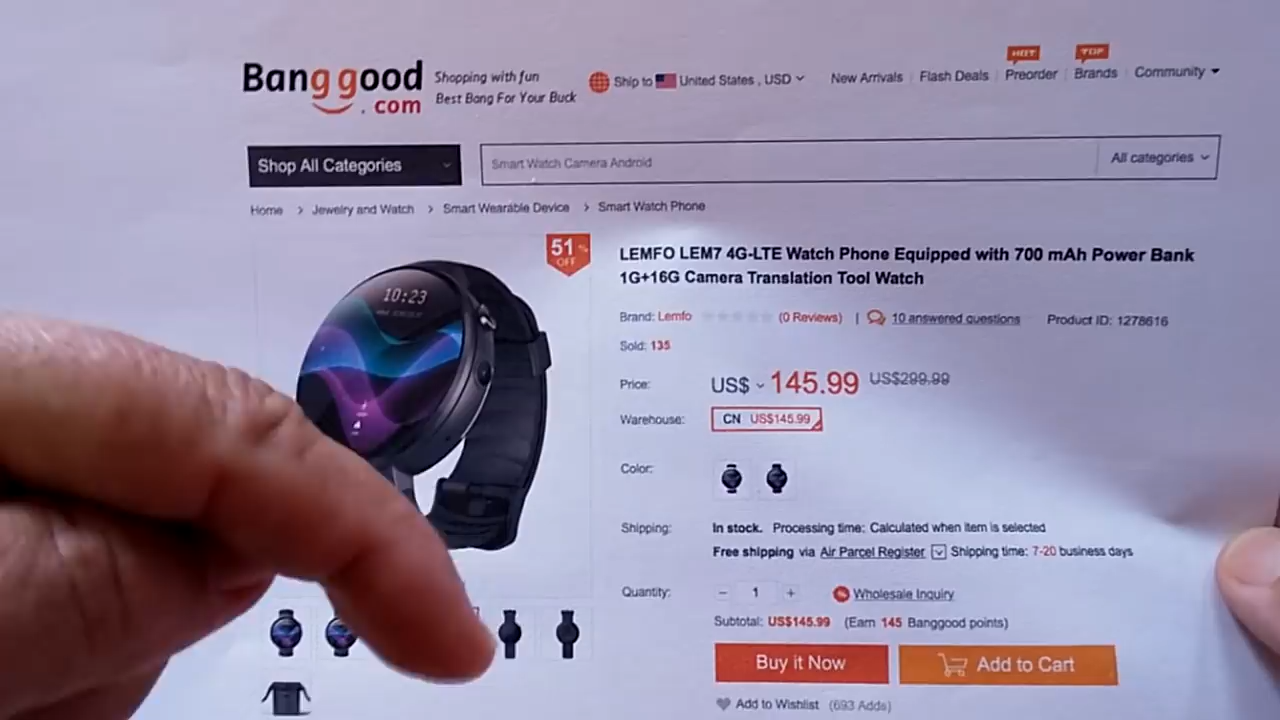 Banggood
.com
Shopping with fun
Best Bang For Your Buck
Ship to United States , USD
New Arrivals
Flash Deals
HOT
Preorder
TOP
Brands
Community
Shop All Categories
Smart Watch Camera Android
All categories
Home > Jewelry and Watch > Smart Wearable Device > Smart Watch Phone
51% OFF
10:23
LEMFO LEM7 4G-LTE Watch Phone Equipped with 700 mAh Power Bank
1G+16G Camera Translation Tool Watch
Brand: Lemfo (0 Reviews) | 10 answered questions Product ID: 1278616
Sold: 135
Price: US$ 145.99 US$299.99
Warehouse: CN US$145.99
Color:
Shipping: In stock. Processing time: Calculated when item is selected
Free shipping via Air Parcel Register Shipping time: 7-20 business days
Quantity: − 1 + Wholesale Inquiry
Subtotal: US$145.99 (Earn 145 Banggood points)
Buy it Now
Add to Cart
Add to Wishlist (693 Adds)